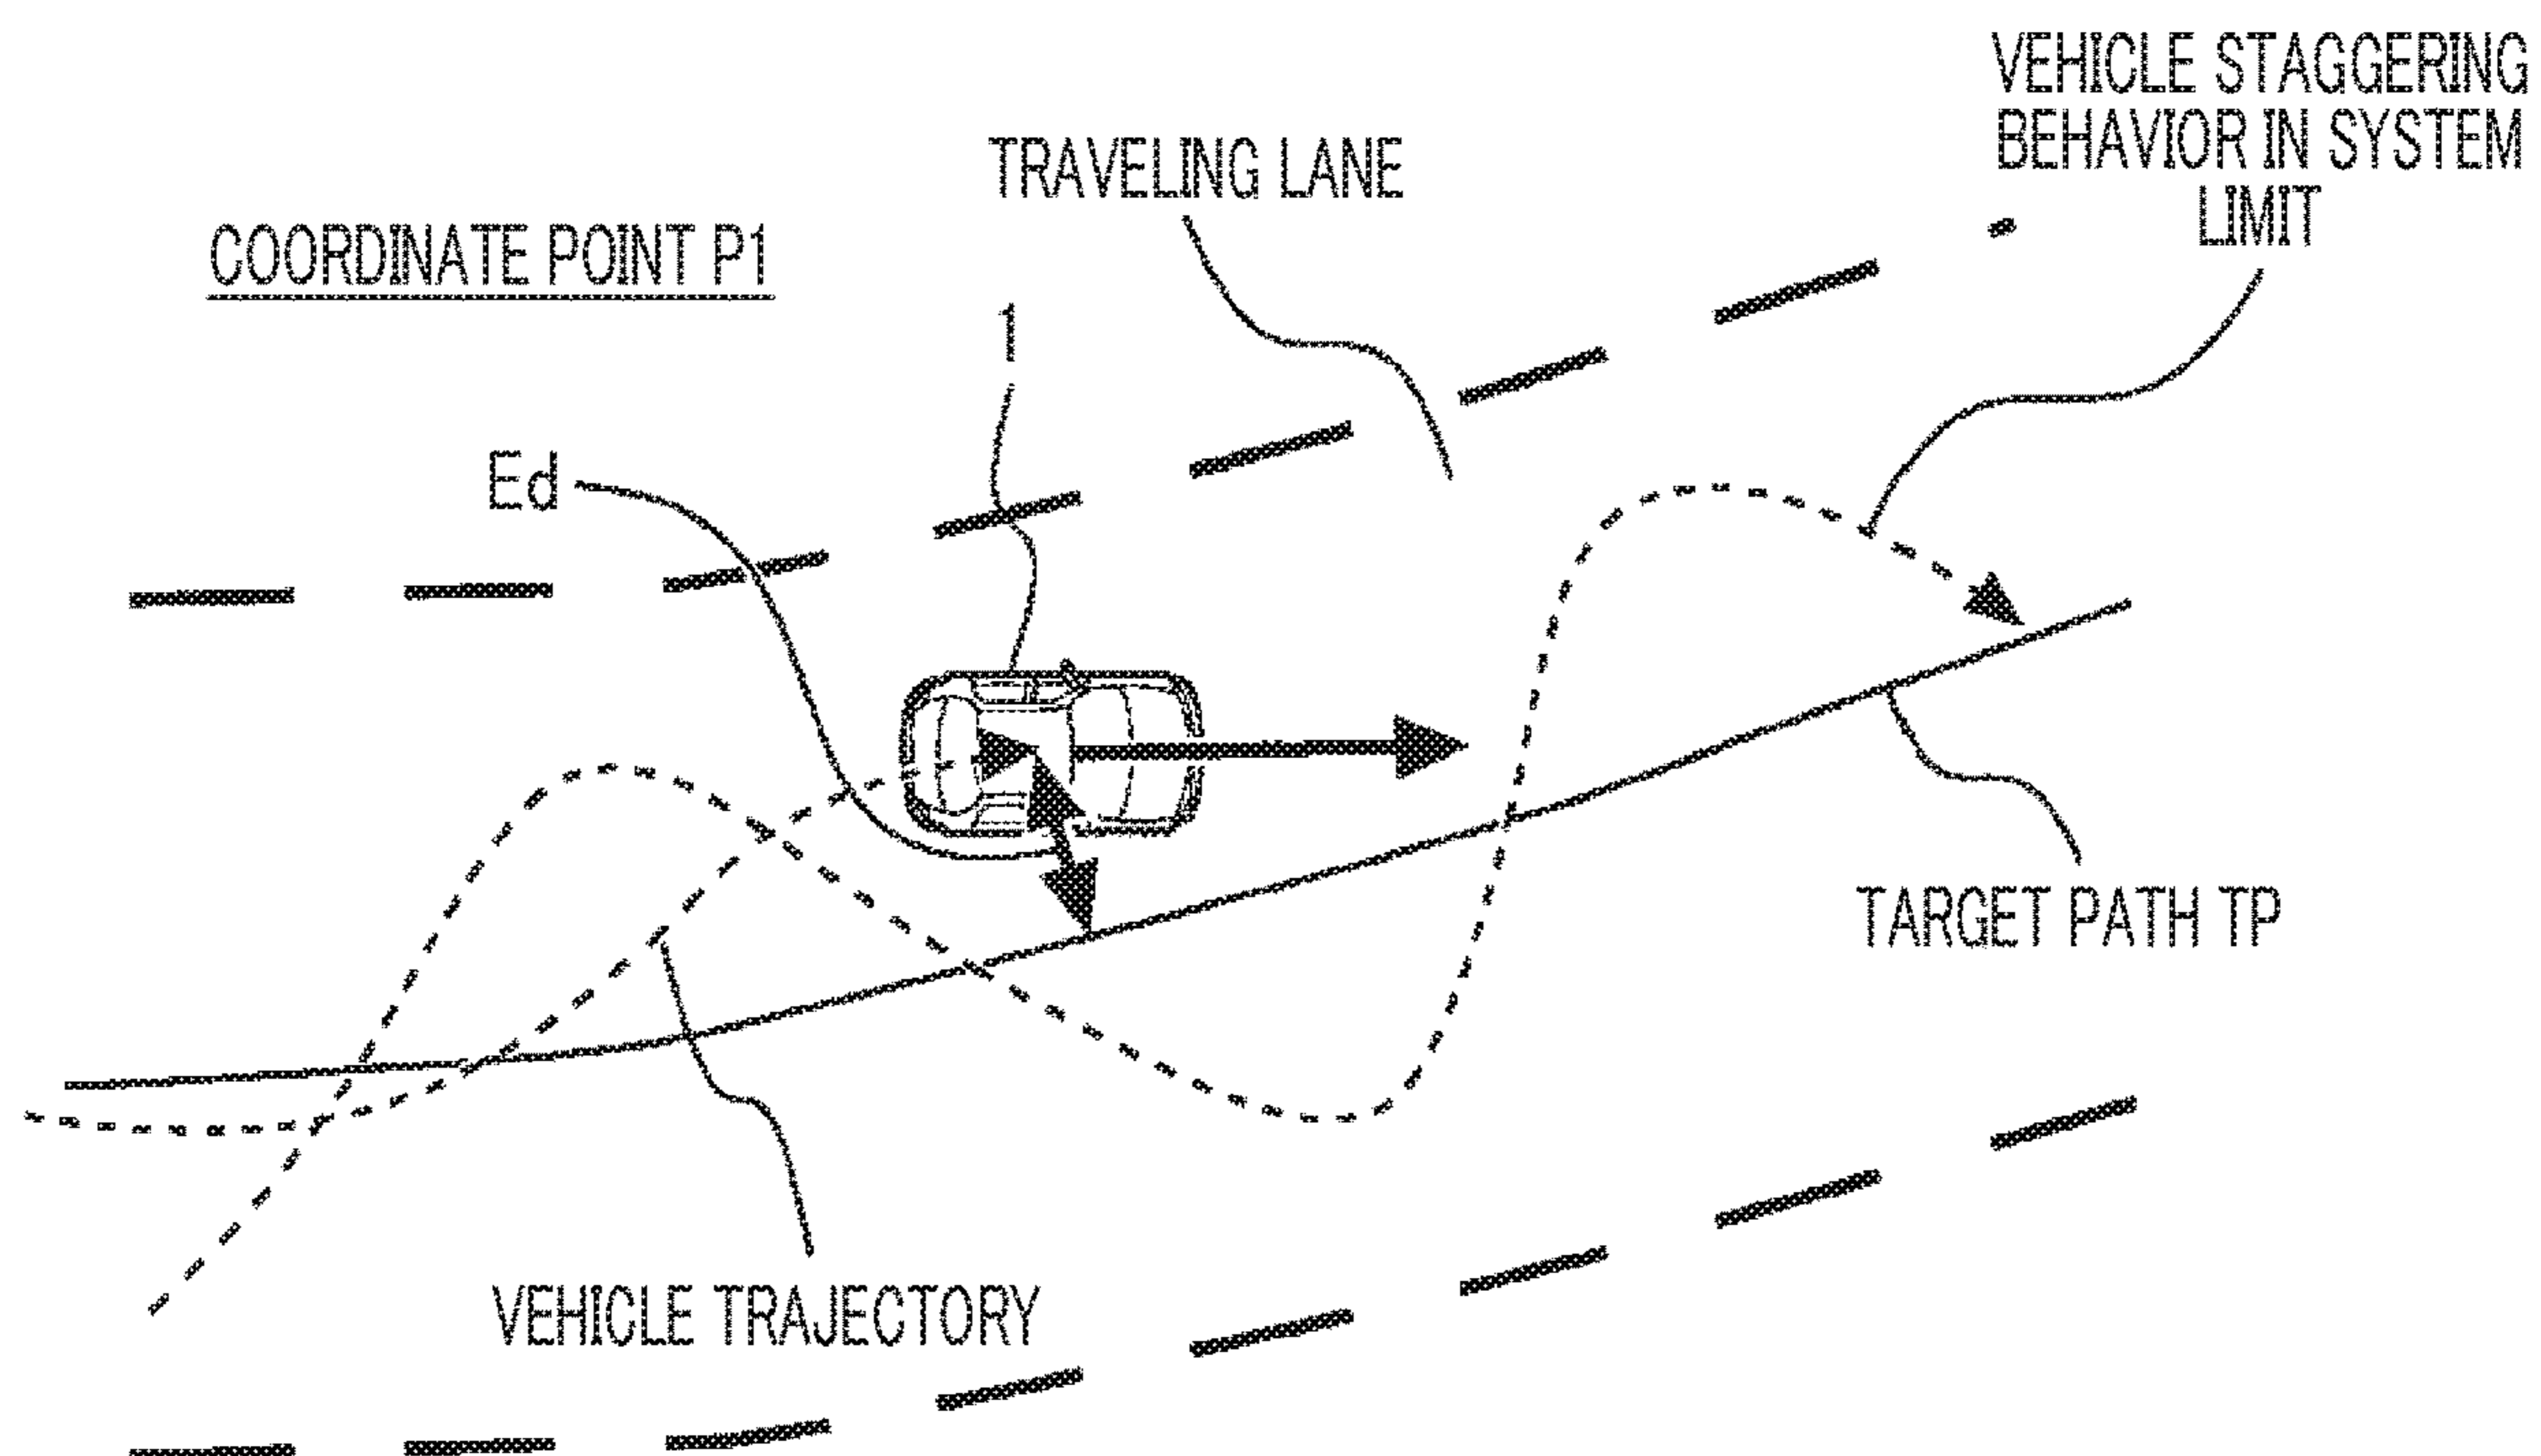 VEHICLE STAGGERING
BEHAVIOR IN SYSTEM
LIMIT
TRAVELING LANE
COORDINATE POINT P1
1
Ed
TARGET PATH TP
VEHICLE TRAJECTORY